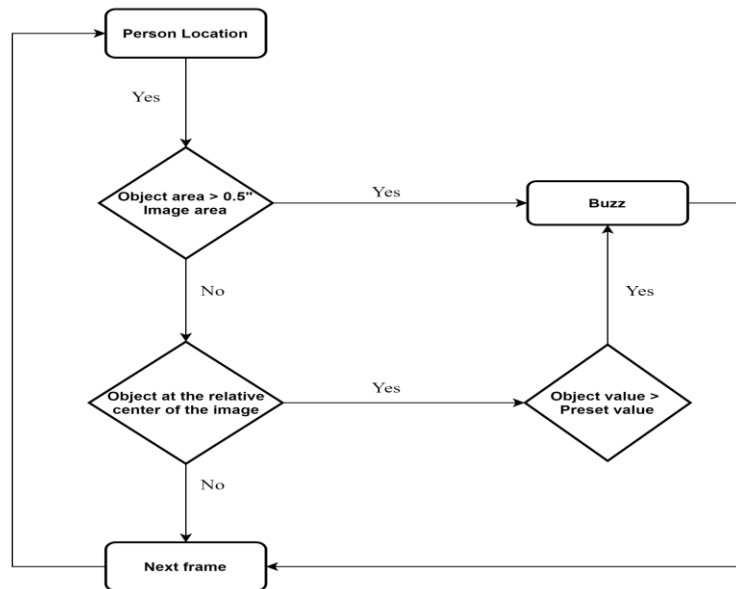 Person Location
Yes
Object area > 0.5"
Image area
Yes
Buzz
No
Yes
Object at the relative
center of the image
Yes
Object value >
Preset value
No
Next frame